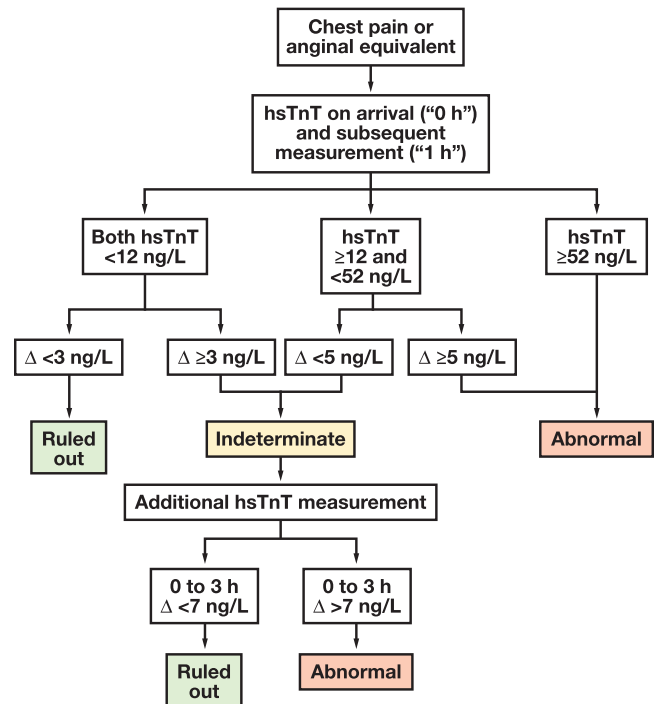 Chest pain or
anginal equivalent
hsTnT on arrival (“0 h”)
and subsequent
measurement (“1 h”)
Both hsTnT
<12 ng/L
hsTnT
≥12 and
<52 ng/L
hsTnT
≥52 ng/L
Δ <3 ng/L
Δ ≥3 ng/L
Δ <5 ng/L
Δ ≥5 ng/L
Ruled
out
Indeterminate
Abnormal
Additional hsTnT measurement
0 to 3 h
Δ <7 ng/L
0 to 3 h
Δ >7 ng/L
Ruled
out
Abnormal